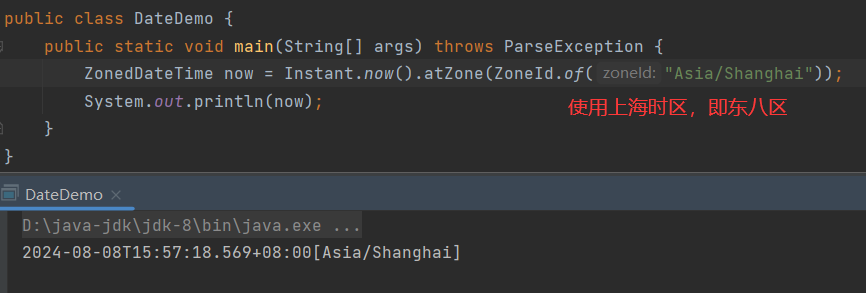 public class DateDemo {
public static void main(String[] args) throws ParseException {
ZonedDateTime now = Instant.now().atZone(ZoneId.of( zoneId: "Asia/Shanghai"));
System.out.println(now);
使用上海时区，即东八区
}
}
DateDemo ×
D:\java-jdk\jdk-8\bin\java.exe ...
2024-08-08T15:57:18.569+08:00[Asia/Shanghai]